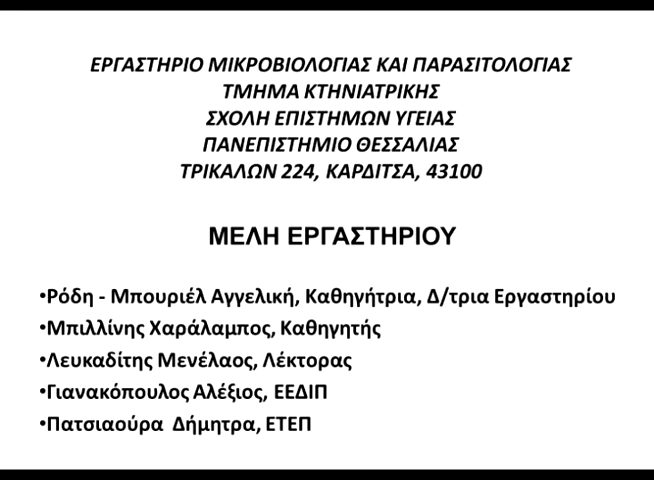 ΕΡΓΑΣΤΗΡΙΟ ΜΙΚΡΟΒΙΟΛΟΓΙΑΣ ΚΑΙ ΠΑΡΑΣΙΤΟΛΟΓΙΑΣ
ΤΜΗΜΑ ΚΤΗΝΙΑΤΡΙΚΗΣ
ΣΧΟΛΗ ΕΠΙΣΤΗΜΩΝ ΥΓΕΙΑΣ
ΠΑΝΕΠΙΣΤΗΜΙΟ ΘΕΣΣΑΛΙΑΣ
ΤΡΙΚΑΛΩΝ 224, ΚΑΡΔΙΤΣΑ, 43100
ΜΕΛΗ ΕΡΓΑΣΤΗΡΙΟΥ
•Ρόδη - Μπουριέλ Αγγελική, Καθηγήτρια, Δ/τρια Εργαστηρίου
•Μπιλλίνης Χαράλαμπος, Καθηγητής
•Λευκαδίτης Μενέλαος, Λέκτορας
•Γιανακόπουλος Αλέξιος, ΕΕΔΙΠ
•Πατσιαούρα Δήμητρα, ΕΤΕΠ